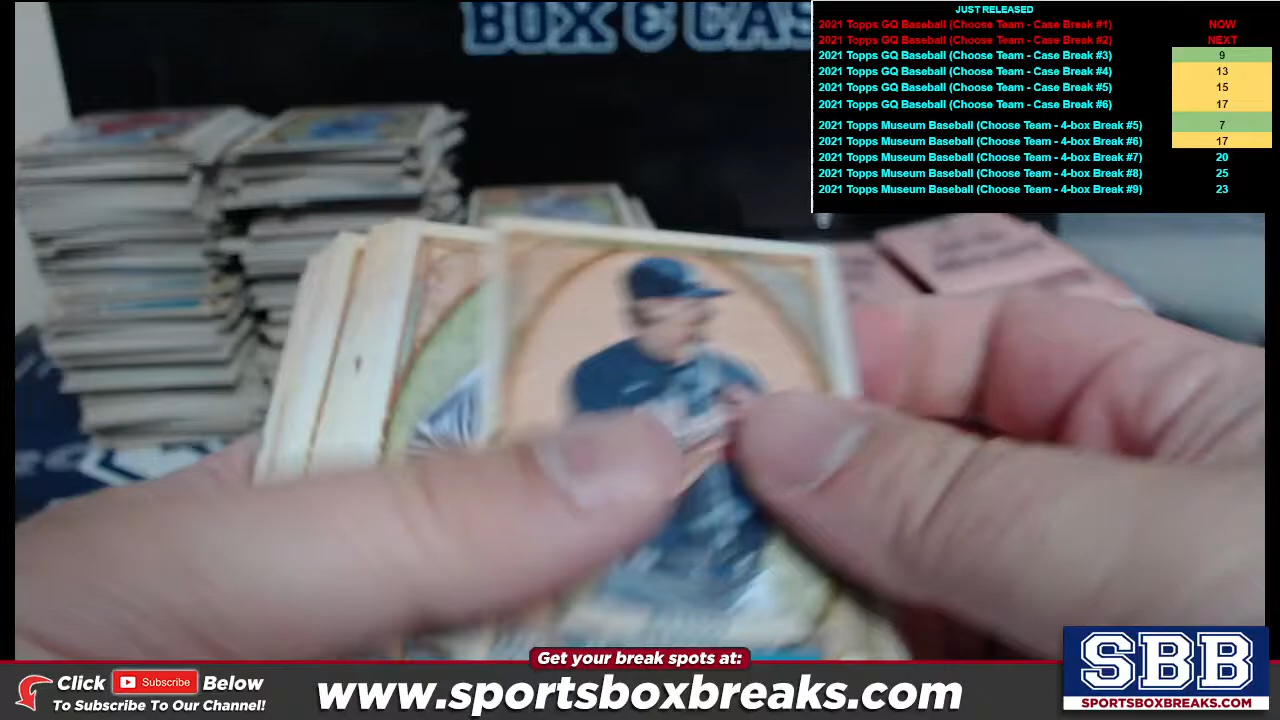 BOX & CAS
JUST RELEASED
2021 Topps GQ Baseball (Choose Team - Case Break #1) NOW
2021 Topps GQ Baseball (Choose Team - Case Break #2) NEXT
2021 Topps GQ Baseball (Choose Team - Case Break #3) 9
2021 Topps GQ Baseball (Choose Team - Case Break #4) 13
2021 Topps GQ Baseball (Choose Team - Case Break #5) 15
2021 Topps GQ Baseball (Choose Team - Case Break #6) 17
2021 Topps Museum Baseball (Choose Team - 4-box Break #5) 7
2021 Topps Museum Baseball (Choose Team - 4-box Break #6) 17
2021 Topps Museum Baseball (Choose Team - 4-box Break #7) 20
2021 Topps Museum Baseball (Choose Team - 4-box Break #8) 25
2021 Topps Museum Baseball (Choose Team - 4-box Break #9) 23
Get your break spots at:
Click Subscribe Below
To Subscribe To Our Channel!
www.sportsboxbreaks.com
SBB
SPORTSBOXBREAKS.COM